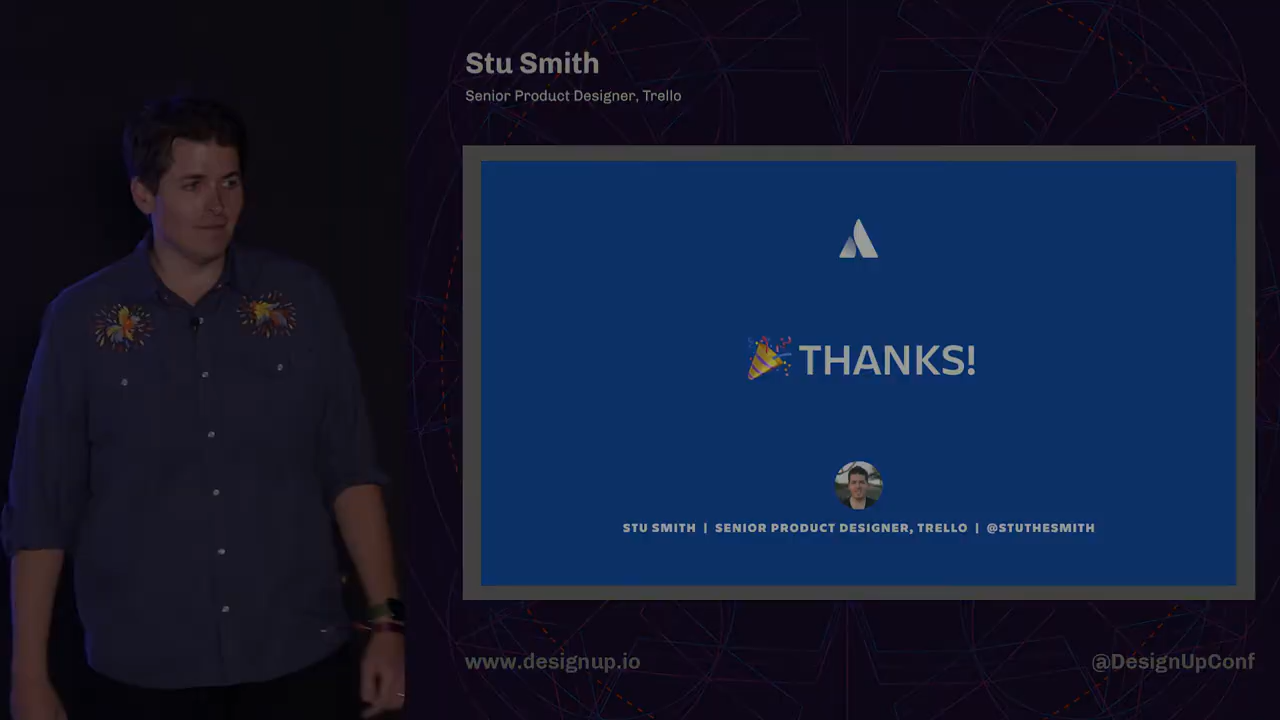 Stu Smith
Senior Product Designer, Trello
THANKS!
STU SMITH | SENIOR PRODUCT DESIGNER, TRELLO | @STUTHESMITH
www.designup.io
@DesignUpConf